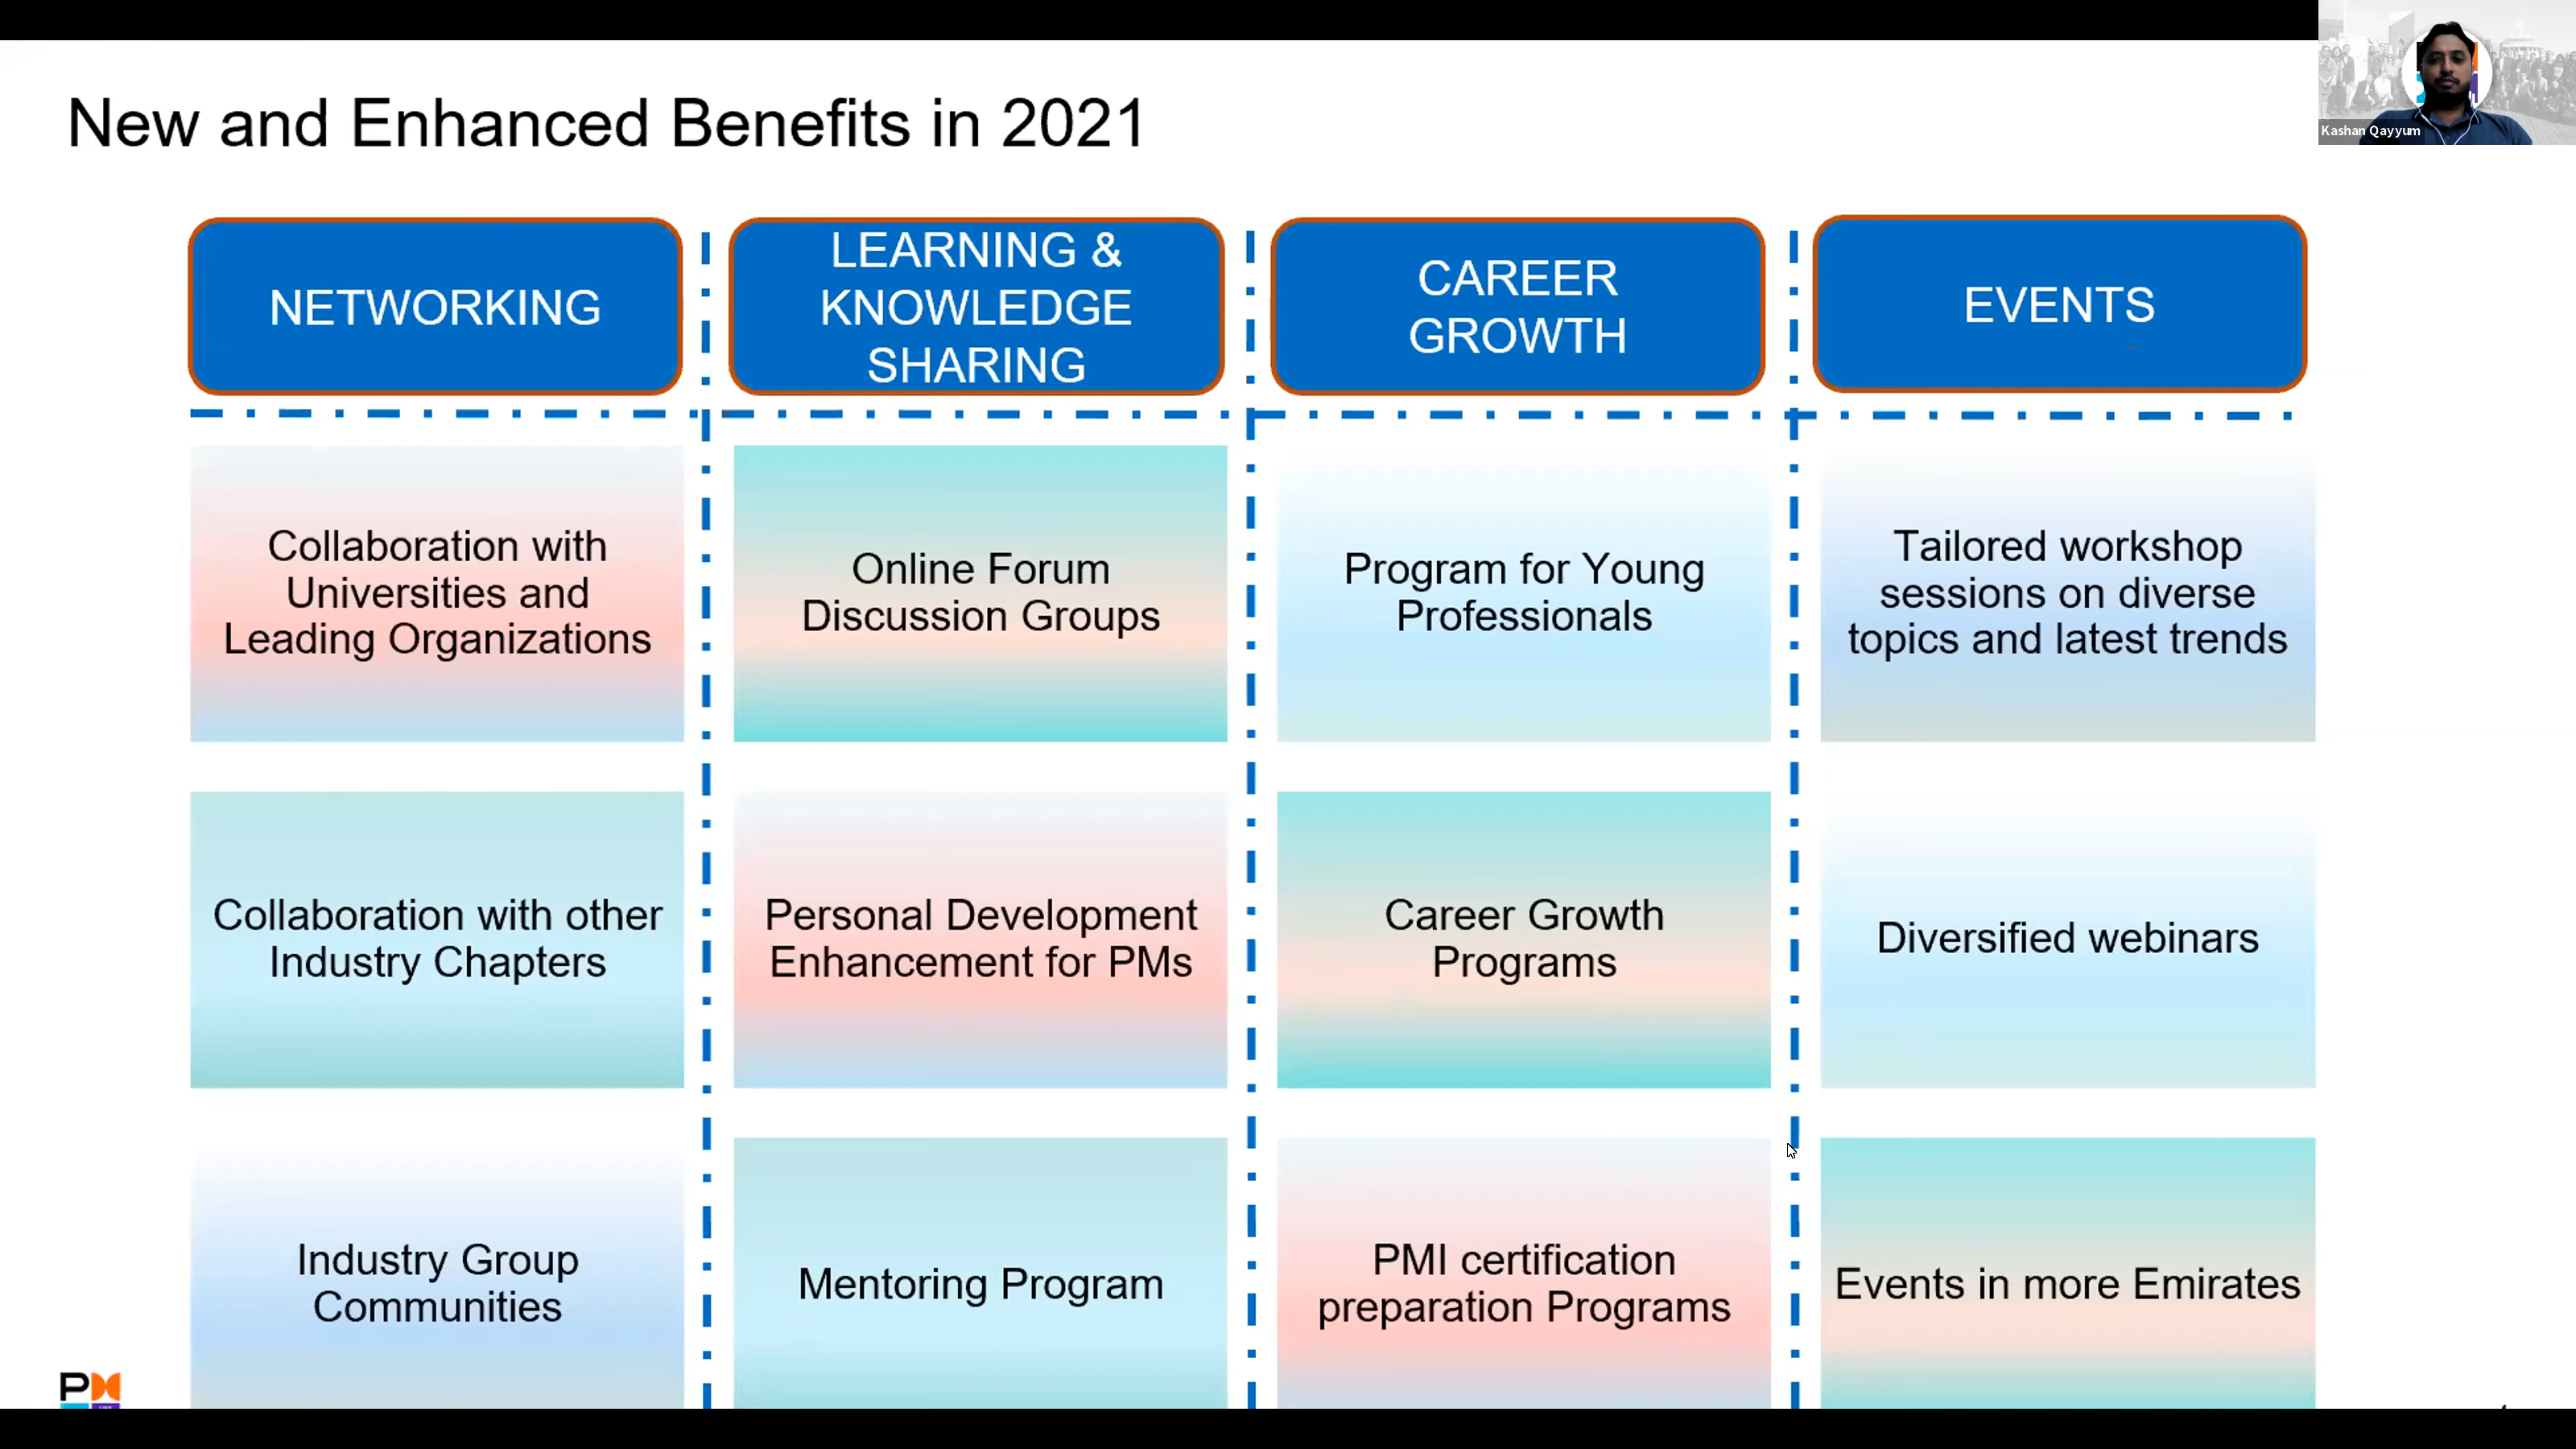 New and Enhanced Benefits in 2021
Kashan Qayyum
NETWORKING
LEARNING &
KNOWLEDGE
SHARING
CAREER
GROWTH
EVENTS
Collaboration with
Universities and
Leading Organizations
Online Forum
Discussion Groups
Program for Young
Professionals
Tailored workshop
sessions on diverse
topics and latest trends
Collaboration with other
Industry Chapters
Personal Development
Enhancement for PMs
Career Growth
Programs
Diversified webinars
Industry Group
Communities
Mentoring Program
PMI certification
preparation Programs
Events in more Emirates